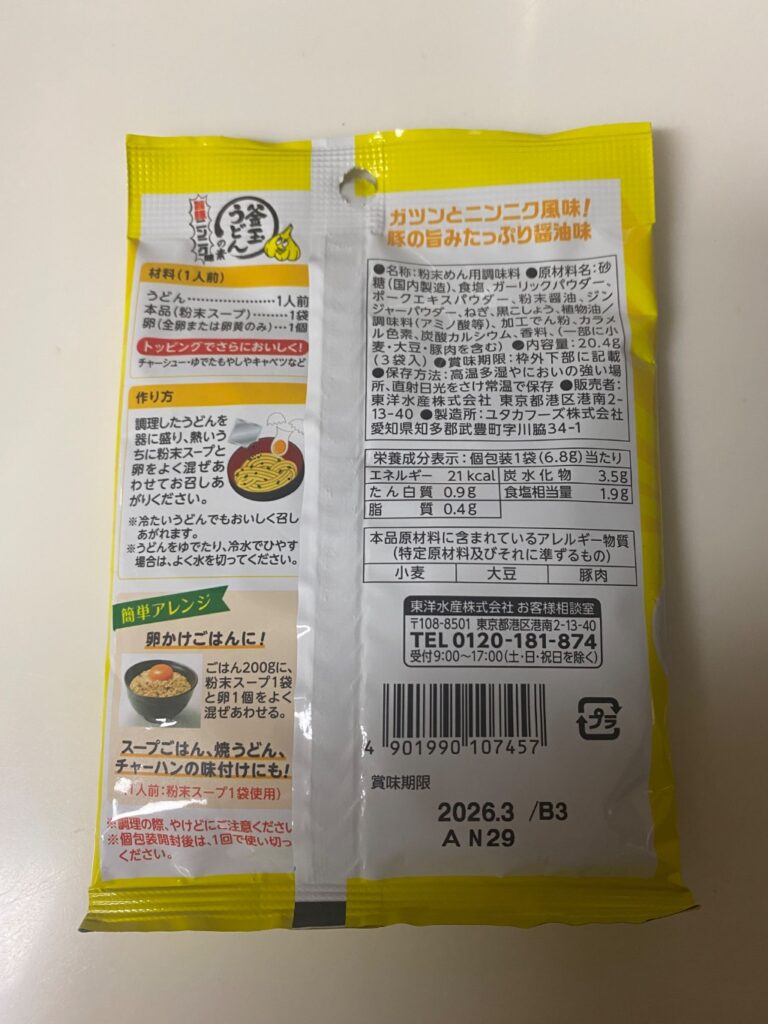 釜玉
うどん
の素
材料(1人前)
うどん…………………1人前
本品(粉末スープ)………1袋
卵(全卵または卵黄のみ)…1個
トッピングでさらにおいしく!
チャーシュー・ゆでたもやしやキャベツなど
作り方
調理したうどんを
器に盛り、熱いう
ちに粉末スープと
卵をよく混ぜあ
わせてお召しあ
がりください。
※冷たいうどんでもおいしく召し
あがれます。
※うどんをゆでたり、冷水でひやす
場合は、よく水を切ってください。
簡単アレンジ
卵かけごはんに!
ごはん200gに、
粉末スープ1袋
と卵1個をよく
混ぜあわせる。
スープごはん、焼うどん、
チャーハンの味付けにも!
(1人前:粉末スープ1袋使用)
※調理の際、やけどにご注意ください
※個包装開封後は、1回で使い切っ
ください。
ガツンとニンニク風味!
豚の旨みたっぷり醤油味
●名称:粉末めん用調味料 ●原材料名:砂
糖(国内製造)、食塩、ガーリックパウダー、
ポークエキスパウダー、粉末醤油、ジン
ジャーパウダー、ねぎ、黒こしょう、植物油/
調味料(アミノ酸等)、加工でん粉、カラメ
ル色素、炭酸カルシウム、香料、(一部に小
麦・大豆・豚肉を含む) ●内容量:20.4g
(3袋入) ●賞味期限:枠外下部に記載
●保存方法:高温多湿やにおいの強い場
所、直射日光をさけ常温で保存 ●販売者:
東洋水産株式会社 東京都港区港南2-
13-40 ●製造所:ユタカフーズ株式会社
愛知県知多郡武豊町字川脇34-1
栄養成分表示:個包装1袋(6.8g)当たり
エネルギー 21kcal 炭水化物 3.5g
たん白質 0.9g 食塩相当量 1.9g
脂質 0.4g
本品原材料に含まれているアレルギー物質
(特定原材料及びそれに準ずるもの)
小麦 大豆 豚肉
東洋水産株式会社 お客様相談室
〒108-8501 東京都港区港南2-13-40
TEL 0120-181-874
受付9:00~17:00(土・日・祝日を除く)
4 901990 107457
プラ
賞味期限
2026.3 /B3
A N29